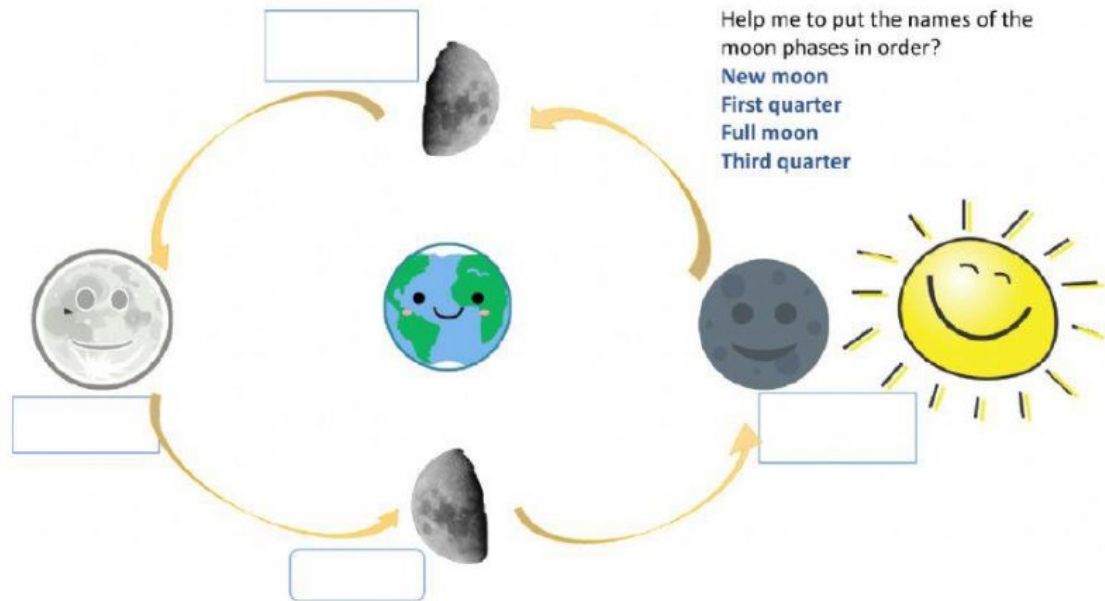 Help me to put the names of the
moon phases in order?
New moon
First quarter
Full moon
Third quarter